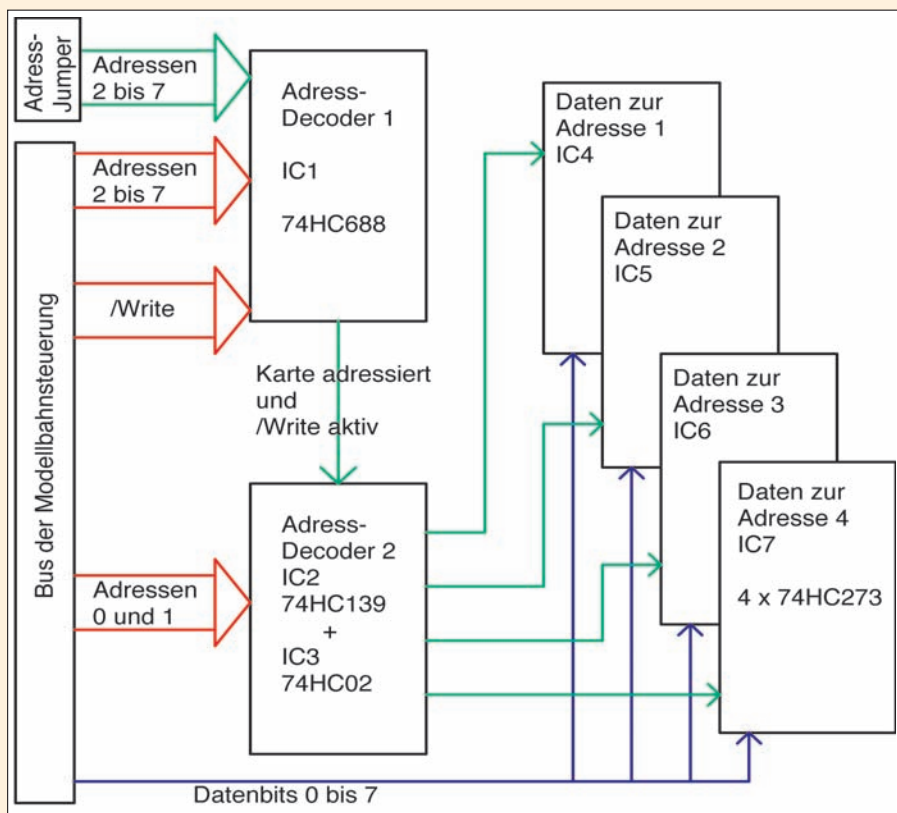 Adress-
Jumper
Adressen
2 bis 7
Adress-
Decoder 1
IC1
74HC688
Bus der Modellbahnsteuerung
Adressen
2 bis 7
/Write
Karte adressiert
und
/Write aktiv
Adressen
0 und 1
Adress-
Decoder 2
IC2
74HC139
+
IC3
74HC02
Daten zur
Adresse 1
IC4
Daten zur
Adresse 2
IC5
Daten zur
Adresse 3
IC6
Daten zur
Adresse 4
IC7
4 x 74HC273
Datenbits 0 bis 7